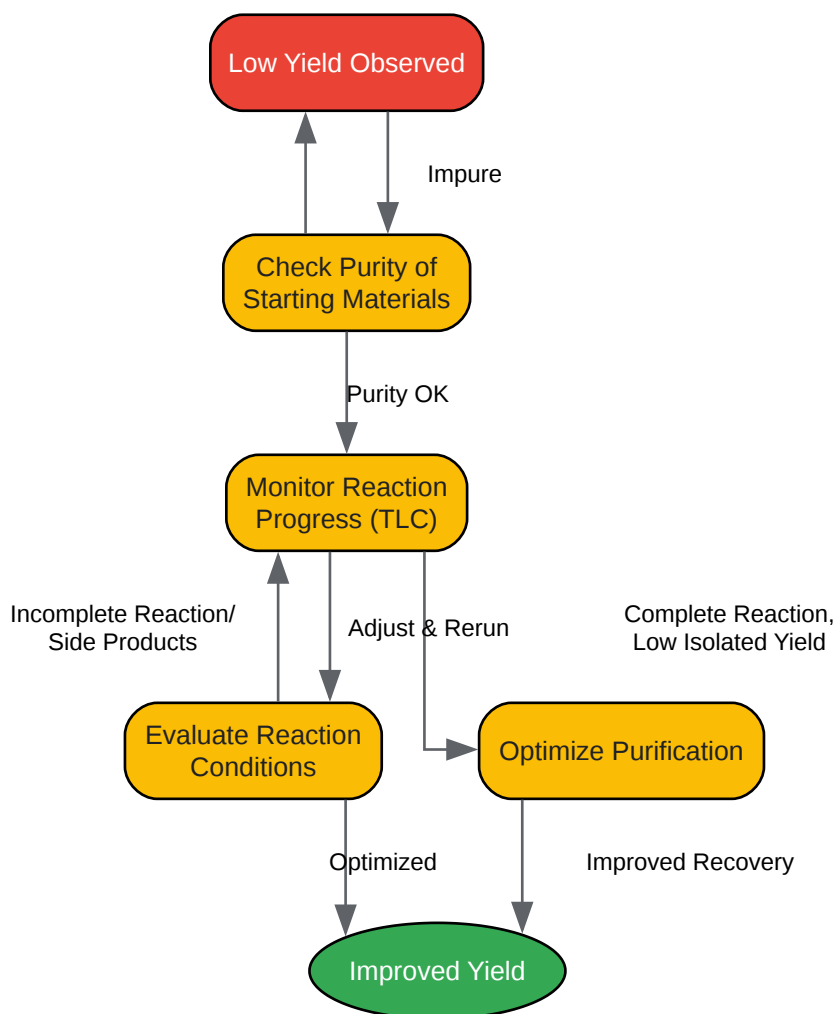 Low Yield Observed
Impure
Check Purity of
Starting Materials
Purity OK
Monitor Reaction
Progress (TLC)
Incomplete Reaction/
Side Products
Adjust & Rerun
Complete Reaction,
Low Isolated Yield
Evaluate Reaction
Conditions
Optimize Purification
Optimized
Improved Recovery
Improved Yield